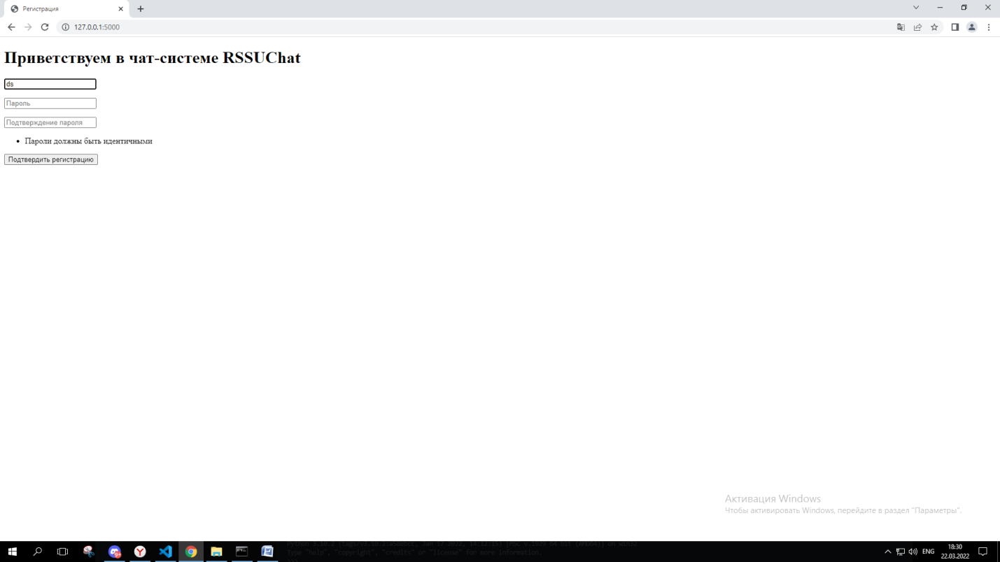 Регистрация
127.0.0.1:5000
Приветствуем в чат-системе RSSUChat
ds
Пароль
Подтверждение пароля
Пароли должны быть идентичными
Подтвердить регистрацию
Активация Windows
Чтобы активировать Windows, перейдите в раздел "Параметры".
Type "help", "copyright", "credits" or "license" for more information.
ENG
18:30
22.03.2022